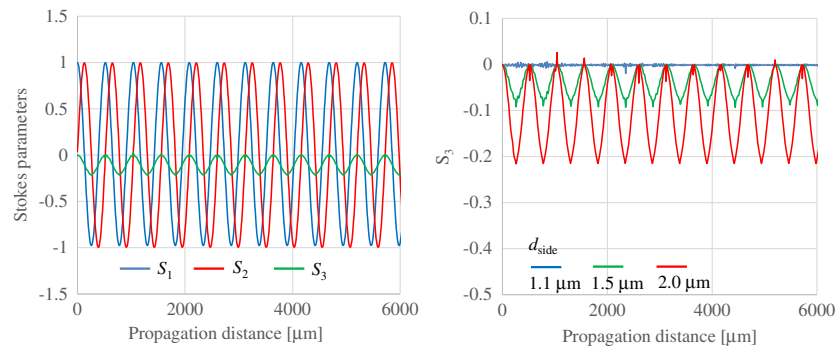 1.5
1
0.5
0
-0.5
-1
-1.5
Stokes parameters
0 2000 4000 6000
Propagation distance [μm]
S1 S2 S3
0.1
0
-0.1
-0.2
-0.3
-0.4
-0.5
S3
0 2000 4000 6000
Propagation distance [μm]
dside
1.1 μm 1.5 μm 2.0 μm